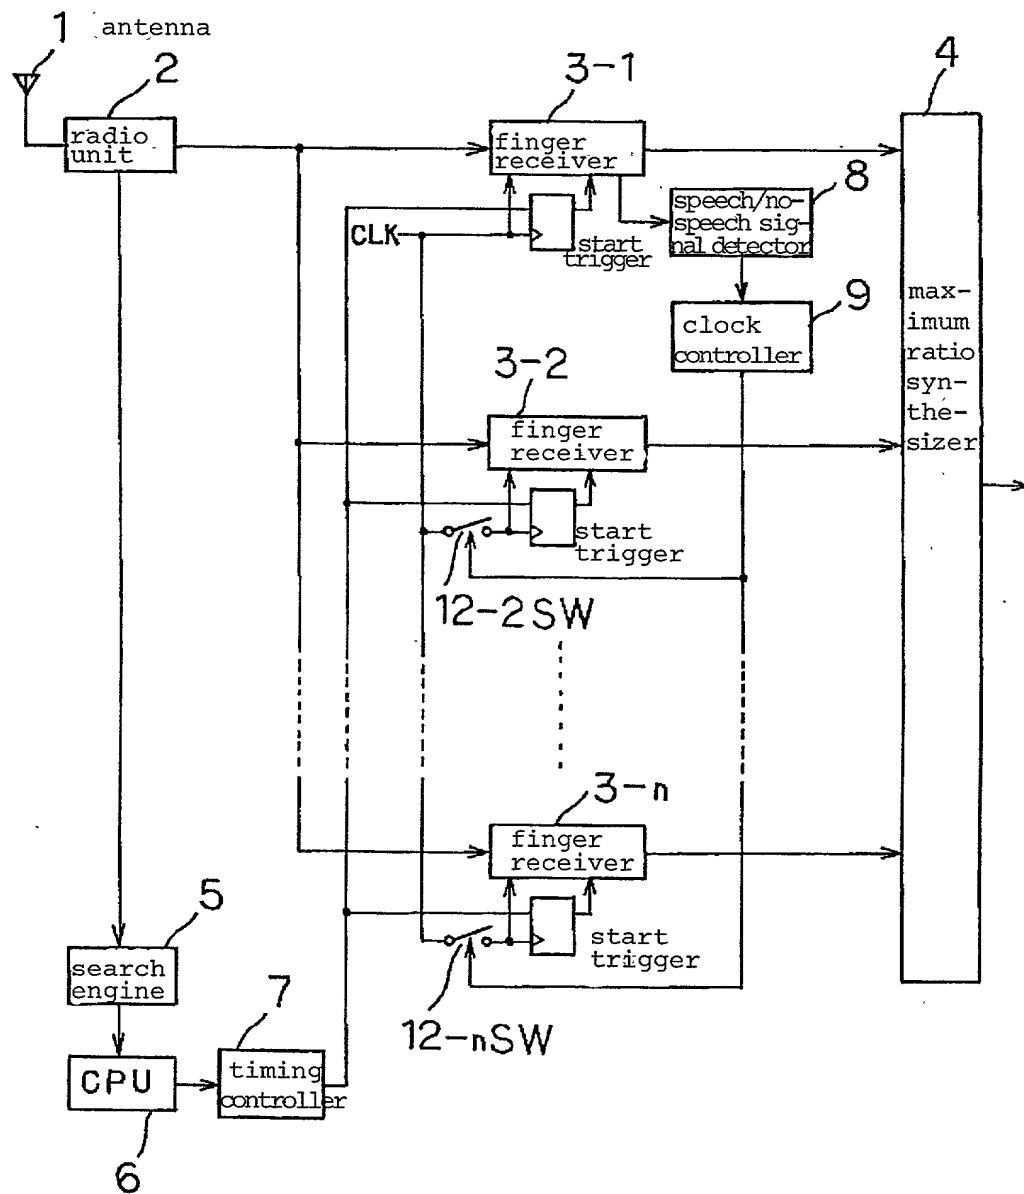 1 antenna
2
radio
unit
3-1
finger
receiver
4
8
speech/no-
speech sig-
nal detector
CLK
start
trigger
9
clock
controller
max-
imum
ratio
syn-
the-
sizer
3-2
finger
receiver
start
trigger
12-2SW
3-n
finger
receiver
start
trigger
12-nSW
5
search
engine
7
timing
controller
CPU
6